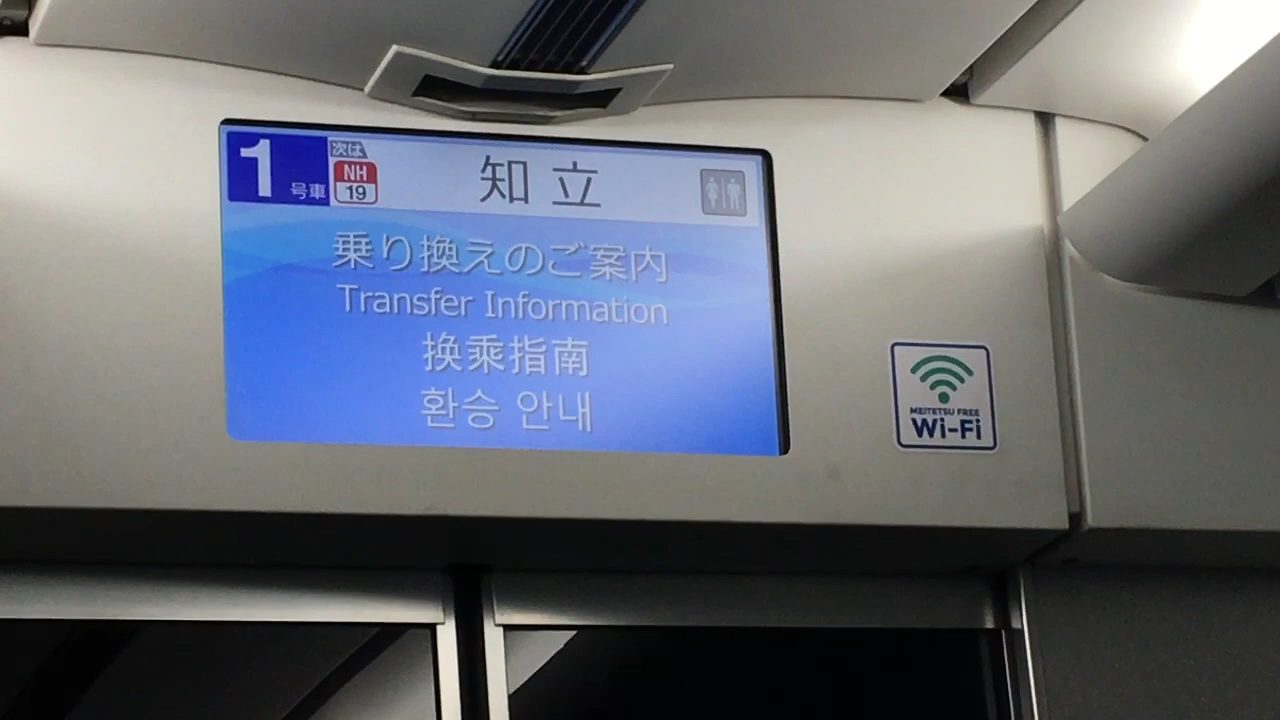 1号車
次は
NH
19
知立
乗り換えのご案内
Transfer Information
换乘指南
환승 안내
MEITETSU FREE
Wi-Fi